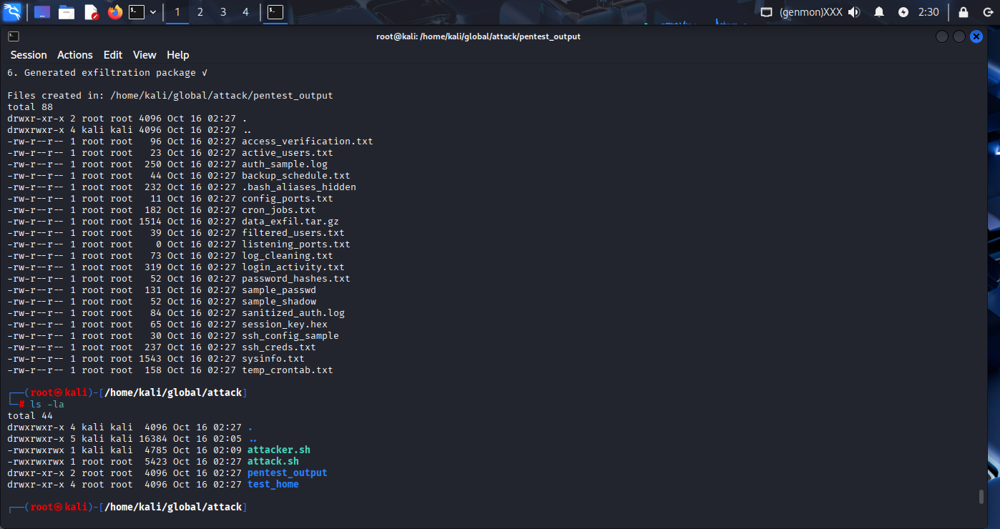 1 2 3 4 (genmon)XXX 2:30
root@kali: /home/kali/global/attack/pentest_output
Session Actions Edit View Help
6. Generated exfiltration package √
Files created in: /home/kali/global/attack/pentest_output
total 88
drwxr-xr-x 2 root root 4096 Oct 16 02:27 .
drwxrwxr-x 4 kali kali 4096 Oct 16 02:27 ..
-rw-r--r-- 1 root root   96 Oct 16 02:27 access_verification.txt
-rw-r--r-- 1 root root   23 Oct 16 02:27 active_users.txt
-rw-r--r-- 1 root root  250 Oct 16 02:27 auth_sample.log
-rw-r--r-- 1 root root   44 Oct 16 02:27 backup_schedule.txt
-rw-r--r-- 1 root root  232 Oct 16 02:27 .bash_aliases_hidden
-rw-r--r-- 1 root root   11 Oct 16 02:27 config_ports.txt
-rw-r--r-- 1 root root  182 Oct 16 02:27 cron_jobs.txt
-rw-r--r-- 1 root root 1514 Oct 16 02:27 data_exfil.tar.gz
-rw-r--r-- 1 root root   39 Oct 16 02:27 filtered_users.txt
-rw-r--r-- 1 root root    0 Oct 16 02:27 listening_ports.txt
-rw-r--r-- 1 root root   73 Oct 16 02:27 log_cleaning.txt
-rw-r--r-- 1 root root  319 Oct 16 02:27 login_activity.txt
-rw-r--r-- 1 root root   52 Oct 16 02:27 password_hashes.txt
-rw-r--r-- 1 root root  131 Oct 16 02:27 sample_passwd
-rw-r--r-- 1 root root   52 Oct 16 02:27 sample_shadow
-rw-r--r-- 1 root root   84 Oct 16 02:27 sanitized_auth.log
-rw-r--r-- 1 root root   65 Oct 16 02:27 session_key.hex
-rw-r--r-- 1 root root   30 Oct 16 02:27 ssh_config_sample
-rw-r--r-- 1 root root  237 Oct 16 02:27 ssh_creds.txt
-rw-r--r-- 1 root root 1543 Oct 16 02:27 sysinfo.txt
-rw-r--r-- 1 root root  158 Oct 16 02:27 temp_crontab.txt
┌──(root㉿kali)-[/home/kali/global/attack]
└─# ls -la
total 44
drwxrwxr-x 4 kali kali  4096 Oct 16 02:27 .
drwxrwxr-x 5 kali kali 16384 Oct 16 02:05 ..
-rwxrwxrwx 1 kali kali  4785 Oct 16 02:09 attacker.sh
-rwxrwxrwx 1 root root  5423 Oct 16 02:27 attack.sh
drwxr-xr-x 2 root root  4096 Oct 16 02:27 pentest_output
drwxr-xr-x 4 root root  4096 Oct 16 02:27 test_home
┌──(root㉿kali)-[/home/kali/global/attack]